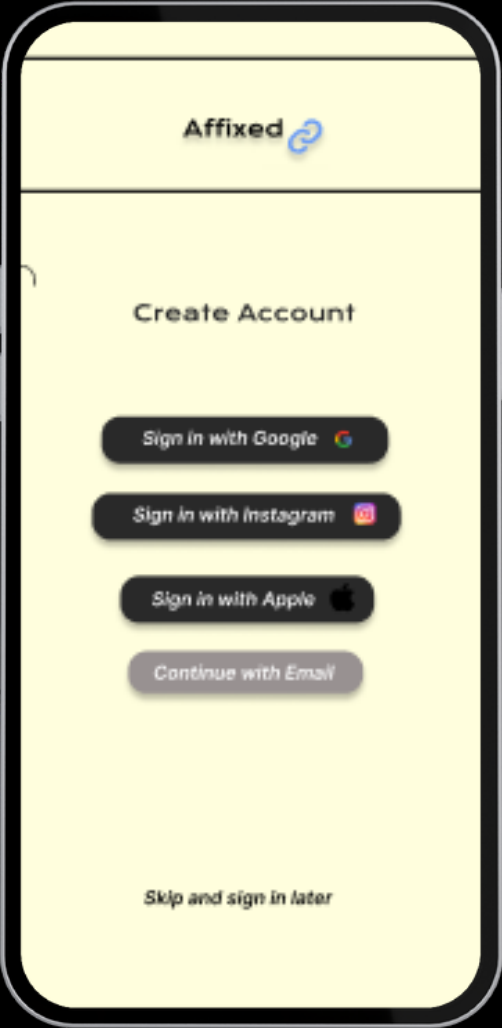 Affixed
Create Account
Sign in with Google
Sign in with Instagram
Sign in with Apple
Continue with Email
Skip and sign in later